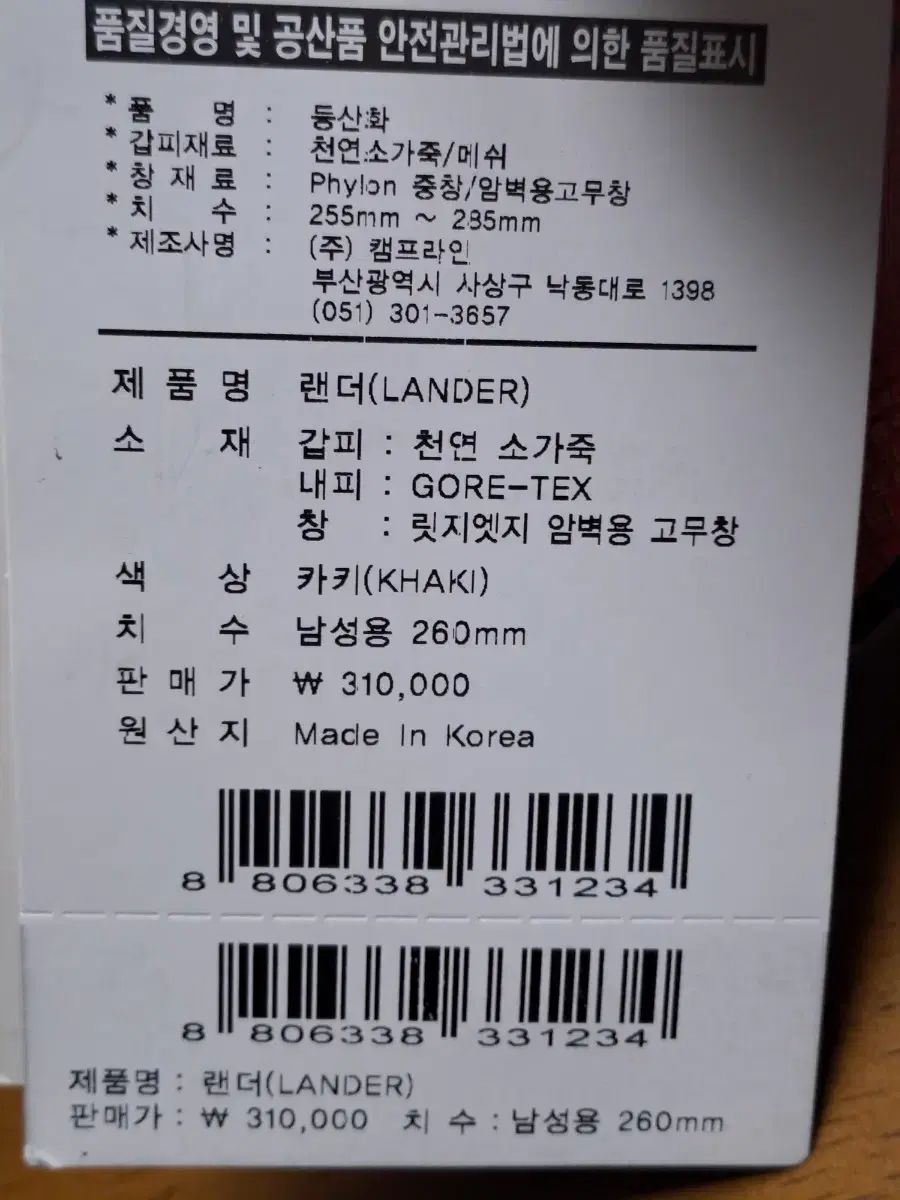 품질경영 및 공산품 안전관리법에 의한 품질표시
* 품 명 : 등산화
* 갑피재료 : 천연소가죽/메쉬
* 창 재 료 : Phylon 중창/암벽용고무창
* 치 수 : 255mm ~ 285mm
* 제조사명 : (주) 캠프라인
부산광역시 사상구 낙동대로 1398
(051) 301-3657
제 품 명 랜더(LANDER)
소 재 갑피 : 천연 소가죽
내피 : GORE-TEX
창 : 릿지엣지 암벽용 고무창
색 상 카키(KHAKI)
치 수 남성용 260mm
판 매 가 ₩ 310,000
원 산 지 Made In Korea
8 806338 331234
8 806338 331234
제품명 : 랜더(LANDER)
판매가 : ₩ 310,000 치 수 : 남성용 260mm